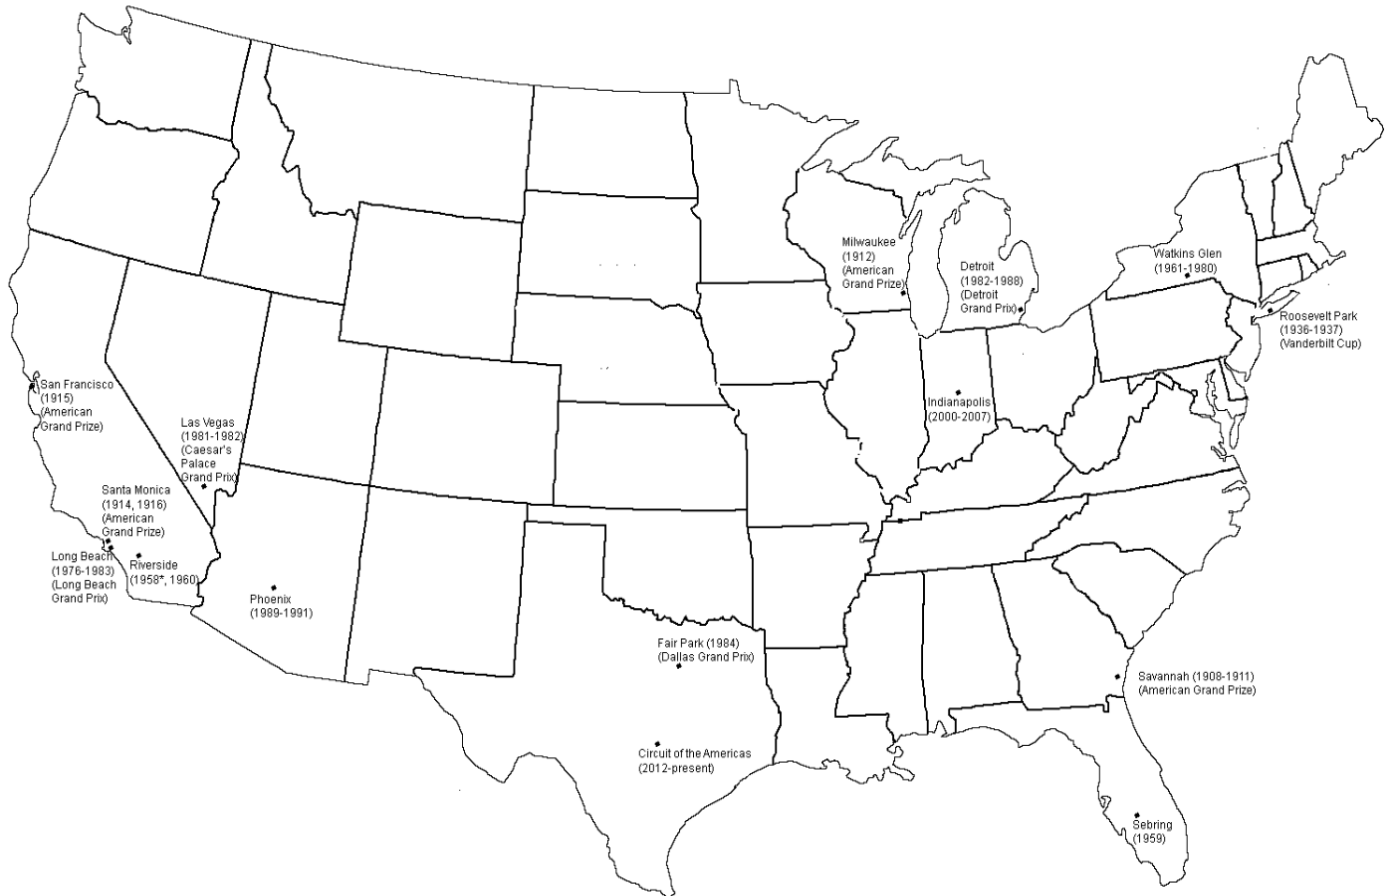 Milwaukee
(1912)
(American
Grand Prize)
Detroit
(1982-1988)
(Detroit
Grand Prix)
Watkins Glen
(1961-1980)
Roosevelt Park
(1936-1937)
(Vanderbilt Cup)
San Francisco
(1915)
(American
Grand Prize)
Las Vegas
(1981-1982)
(Caesar's
Palace
Grand Prix)
Indianapolis
(2000-2007)
Santa Monica
(1914, 1916)
(American
Grand Prize)
Long Beach
(1976-1983)
(Long Beach
Grand Prix)
Riverside
(1958*, 1960)
Phoenix
(1989-1991)
Fair Park (1984)
(Dallas Grand Prix)
Savannah (1908-1911)
(American Grand Prize)
Circuit of the Americas
(2012-present)
Sebring
(1959)